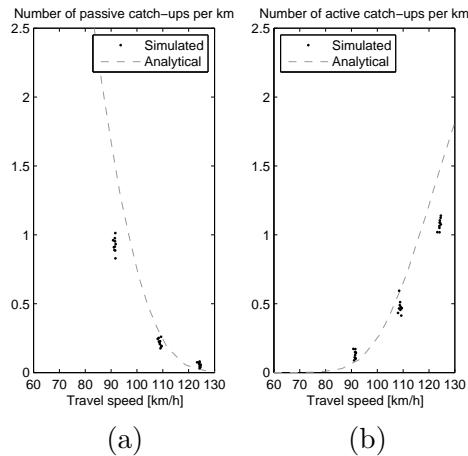 Number of passive catch-ups per km
Number of active catch-ups per km
2.5
2
1.5
1
0.5
0
Simulated
Analytical
60 70 80 90 100 110 120 130
Travel speed [km/h]
(a)
2.5
2
1.5
1
0.5
0
Simulated
Analytical
60 70 80 90 100 110 120 130
Travel speed [km/h]
(b)